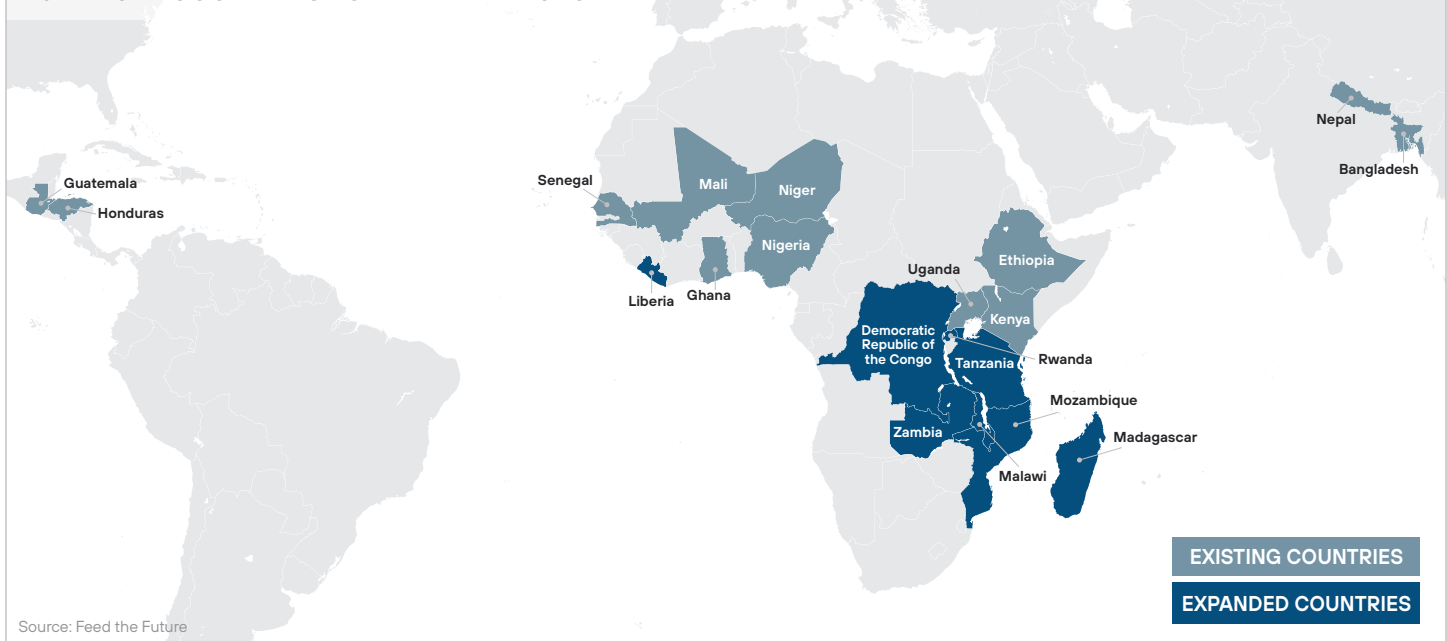 Nepal
Bangladesh
Guatemala
Honduras
Senegal
Mali
Niger
Nigeria
Liberia
Ghana
Ethiopia
Uganda
Kenya
Democratic
Republic of
the Congo
Tanzania
Rwanda
Mozambique
Zambia
Madagascar
Malawi
EXISTING COUNTRIES
EXPANDED COUNTRIES
Source: Feed the Future